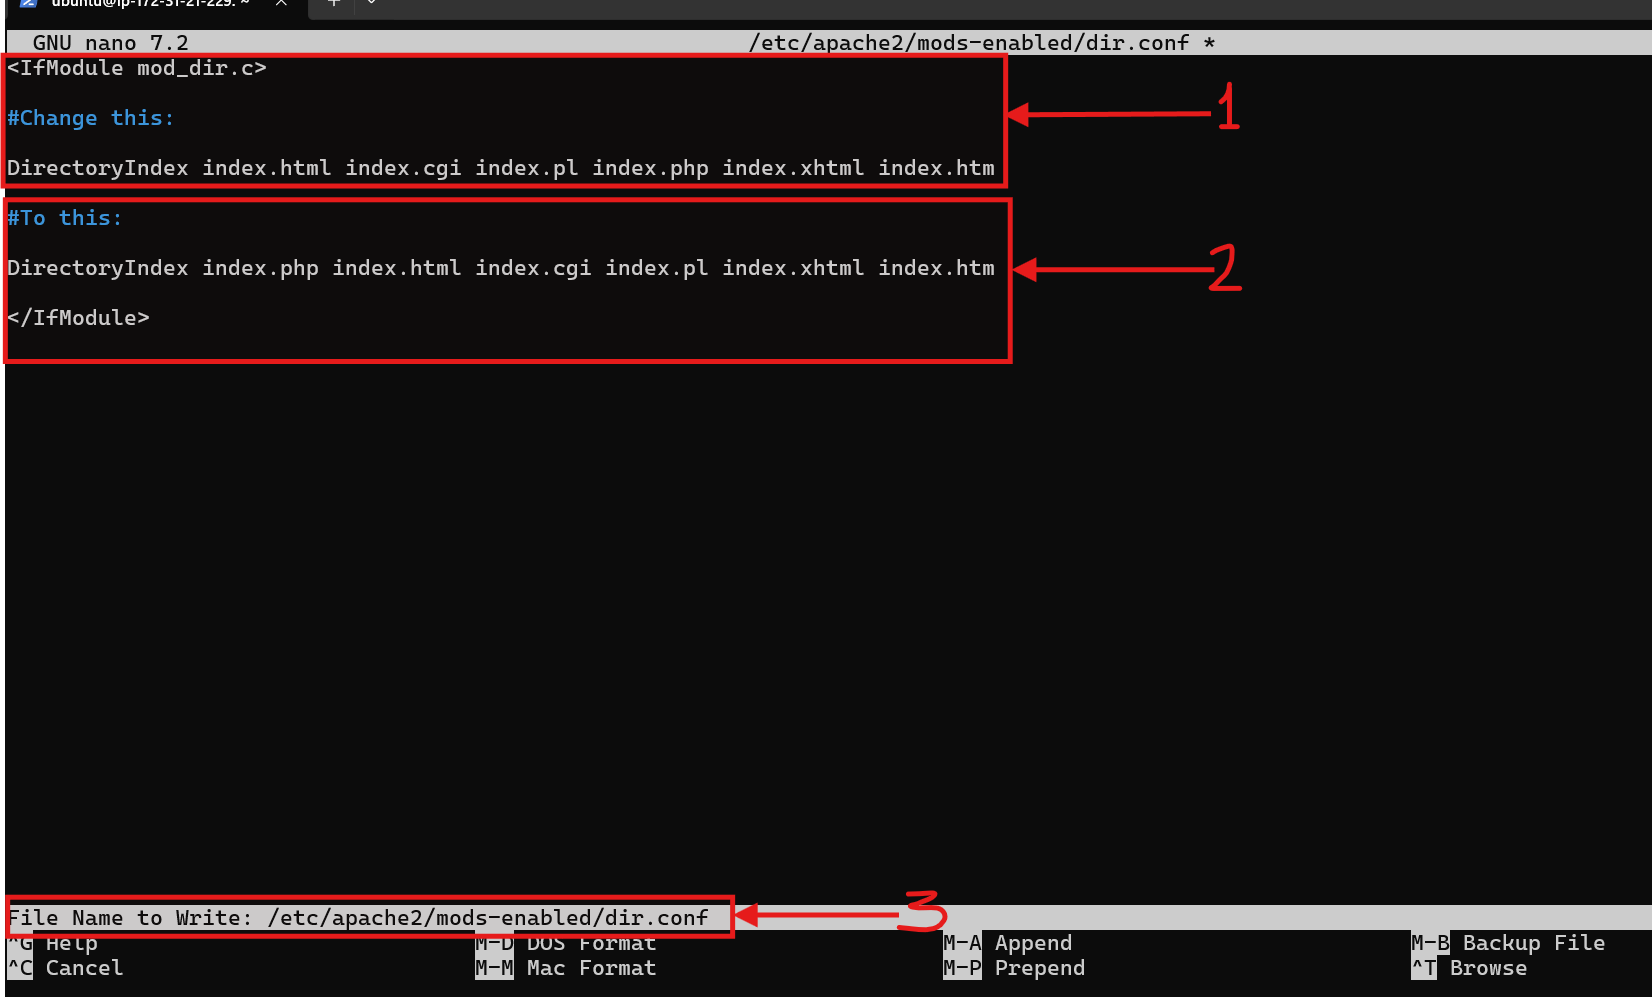 ubuntu@ip-172-31-21-229: ~
GNU nano 7.2 /etc/apache2/mods-enabled/dir.conf *
<IfModule mod_dir.c>
#Change this:
DirectoryIndex index.html index.cgi index.pl index.php index.xhtml index.htm
1
#To this:
DirectoryIndex index.php index.html index.cgi index.pl index.xhtml index.htm
2
</IfModule>
File Name to Write: /etc/apache2/mods-enabled/dir.conf
3
^G Help M-D DOS Format M-A Append M-B Backup File
^C Cancel M-M Mac Format M-P Prepend ^T Browse